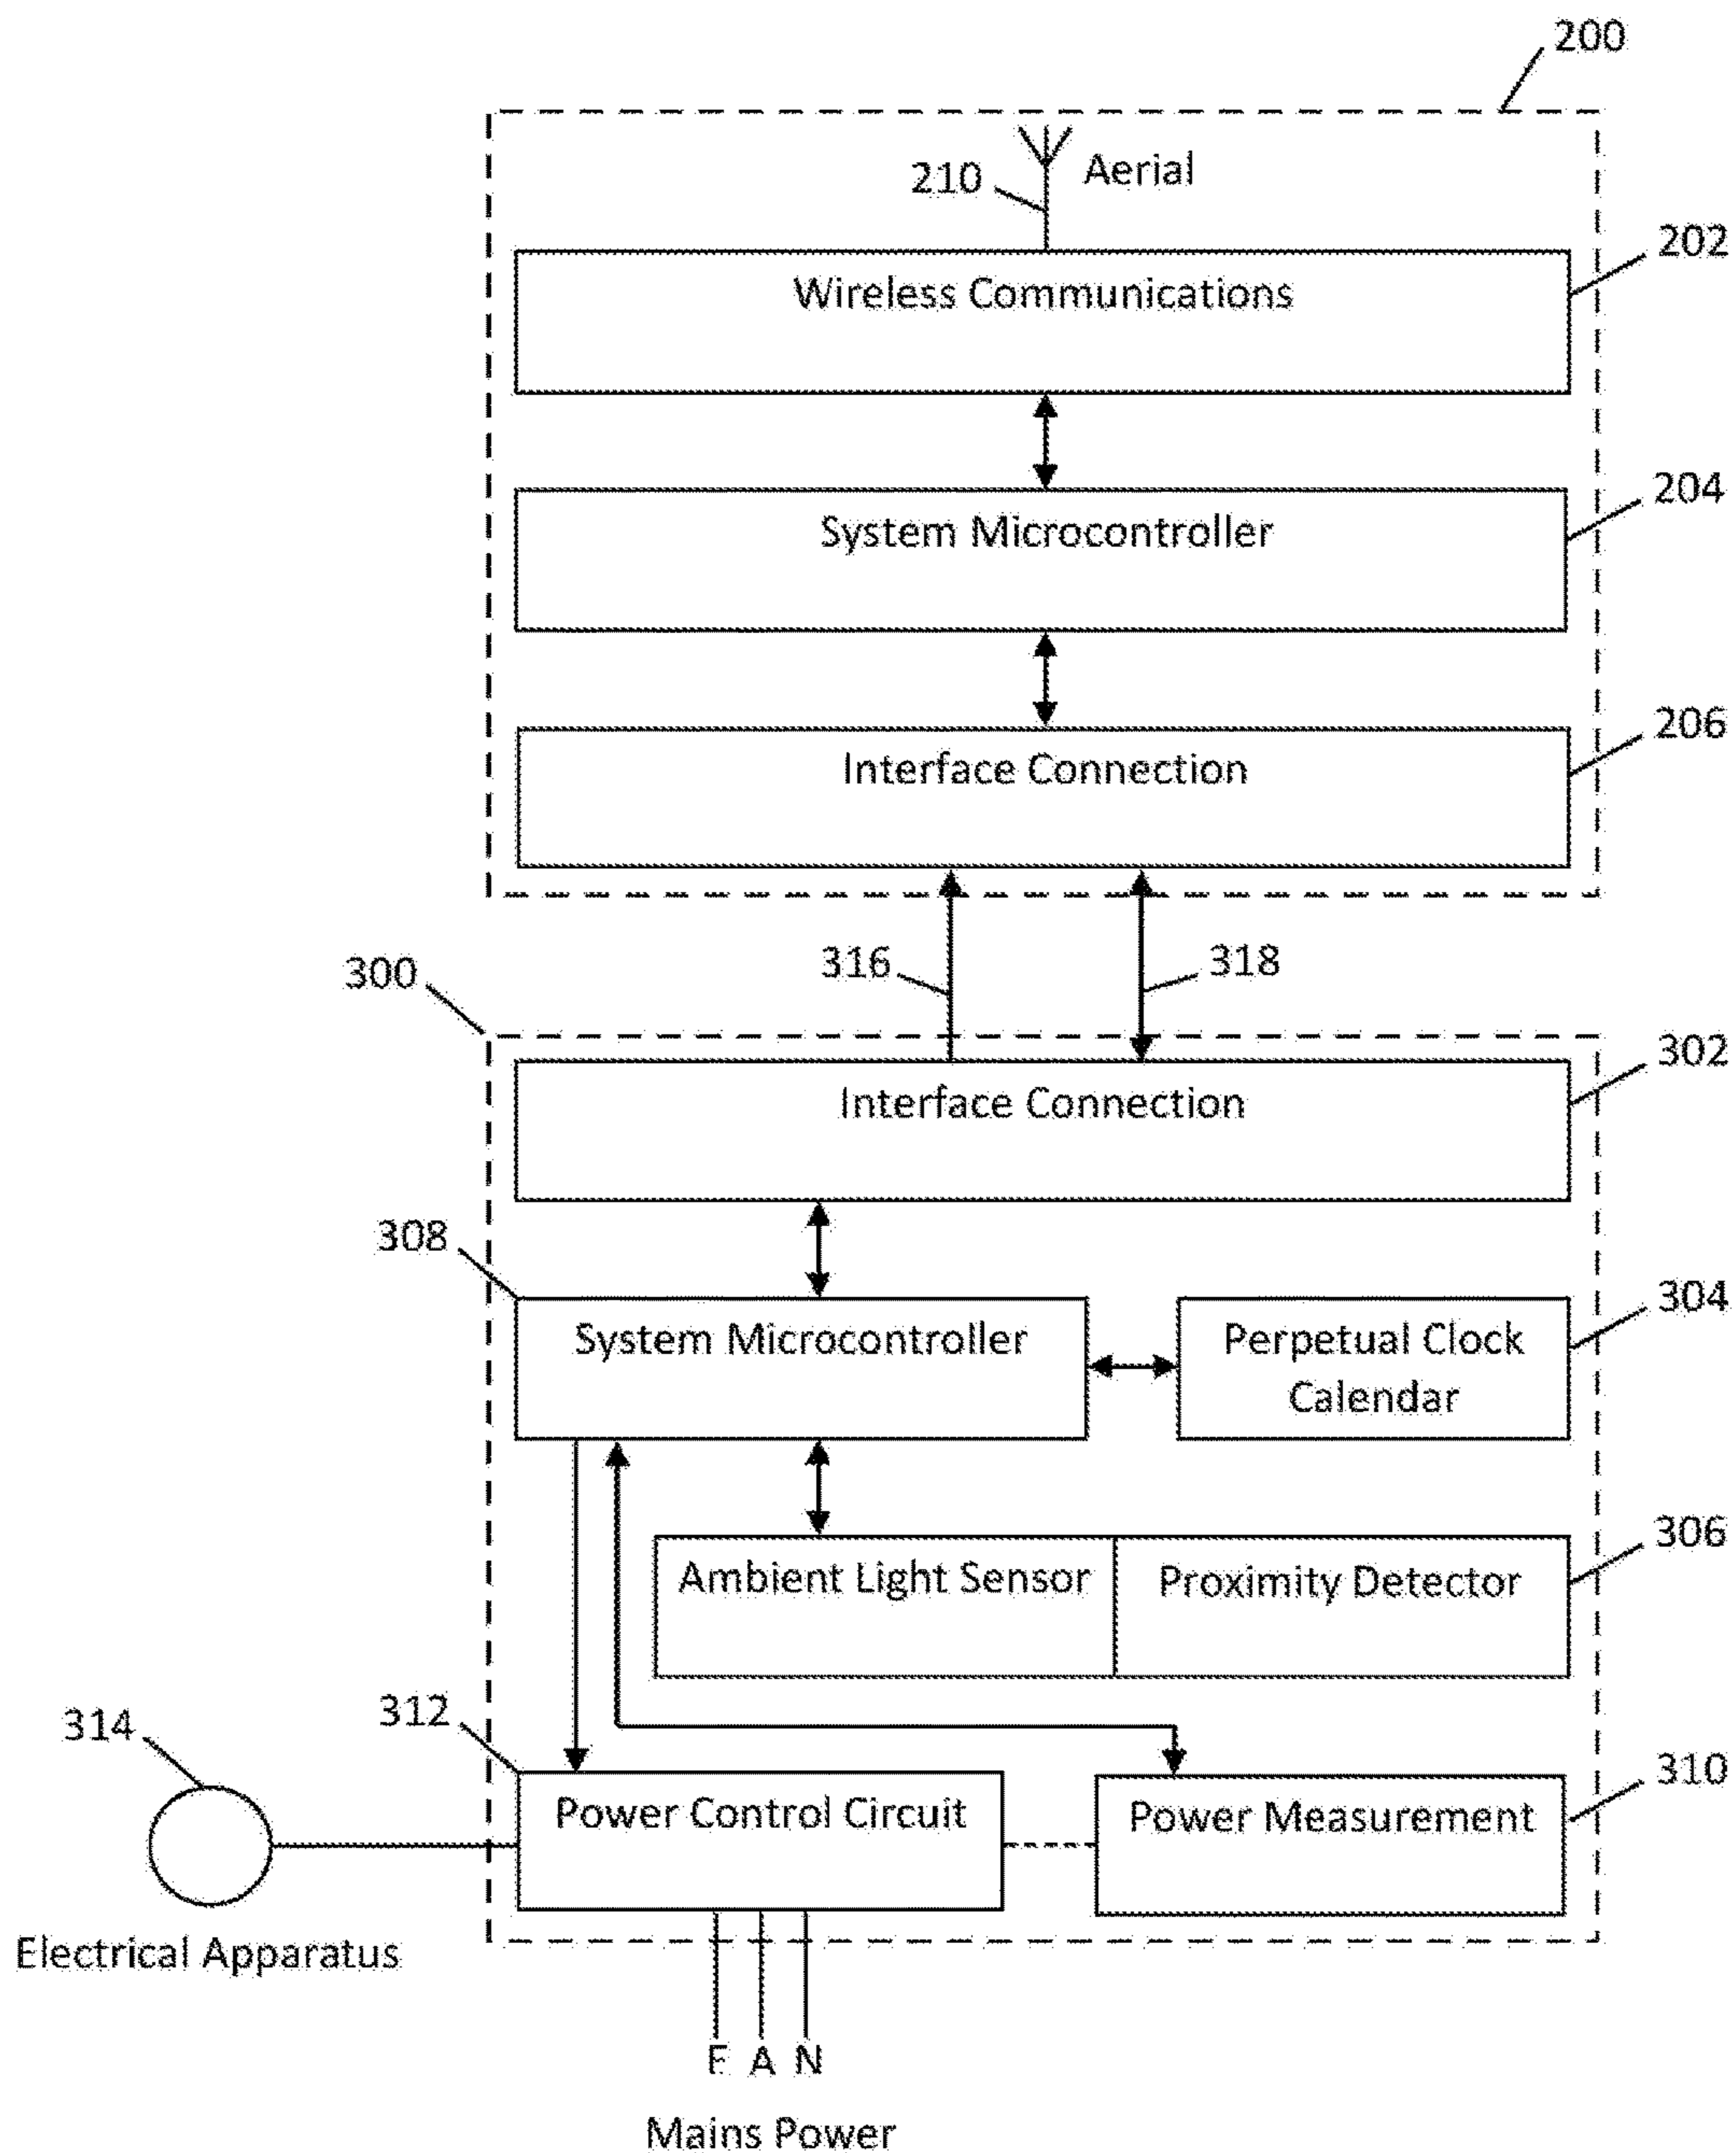 200
210
Aerial
202
Wireless Communications
204
System Microcontroller
206
Interface Connection
316
318
300
302
Interface Connection
308
304
System Microcontroller
Perpetual Clock
Calendar
306
Ambient Light Sensor
Proximity Detector
314
312
310
Power Control Circuit
Power Measurement
Electrical Apparatus
E A N
Mains Power